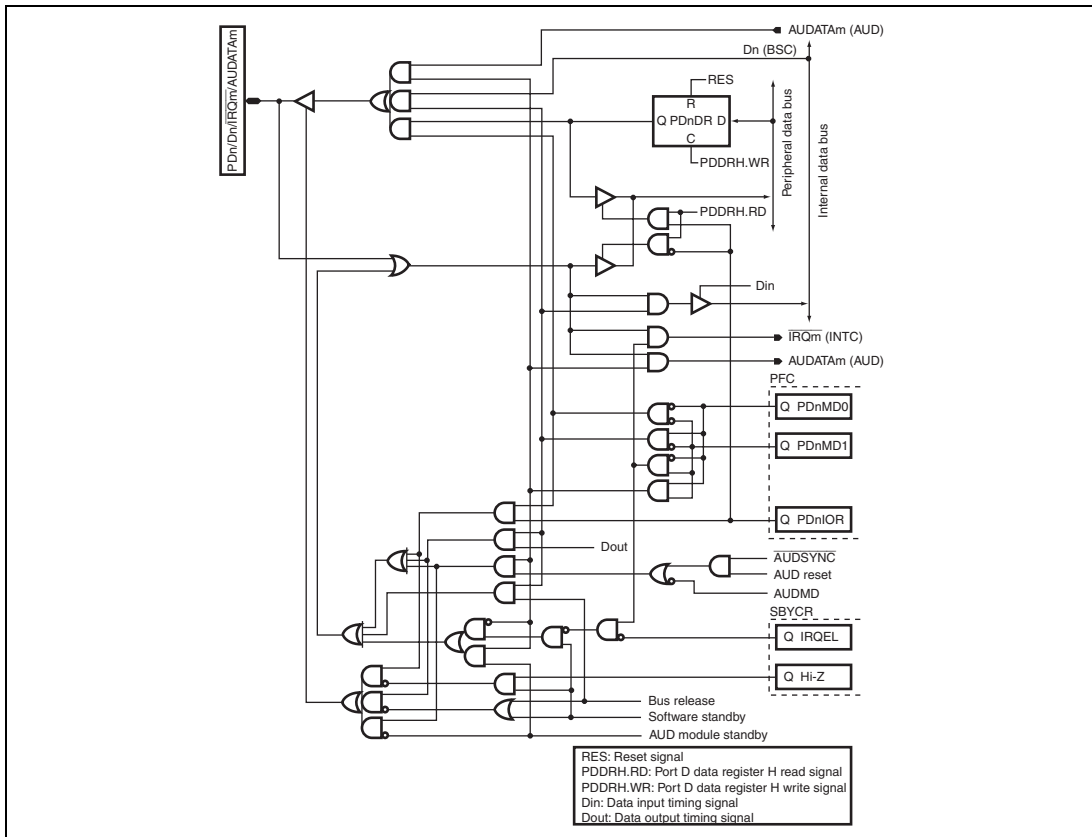 PDn/Dn/IRQm/AUDATAm
AUDATAm (AUD)
Dn (BSC)
RES
R
Q PDnDR D
C
PDDRH.WR
Peripheral data bus
Internal data bus
PDDRH.RD
Din
IRQm (INTC)
AUDATAm (AUD)
PFC
Q PDnMD0
Q PDnMD1
Q PDnIOR
Dout
AUDSYNC
AUD reset
AUDMD
SBYCR
Q IRQEL
Q Hi-Z
Bus release
Software standby
AUD module standby
RES: Reset signal
PDDRH.RD: Port D data register H read signal
PDDRH.WR: Port D data register H write signal
Din: Data input timing signal
Dout: Data output timing signal